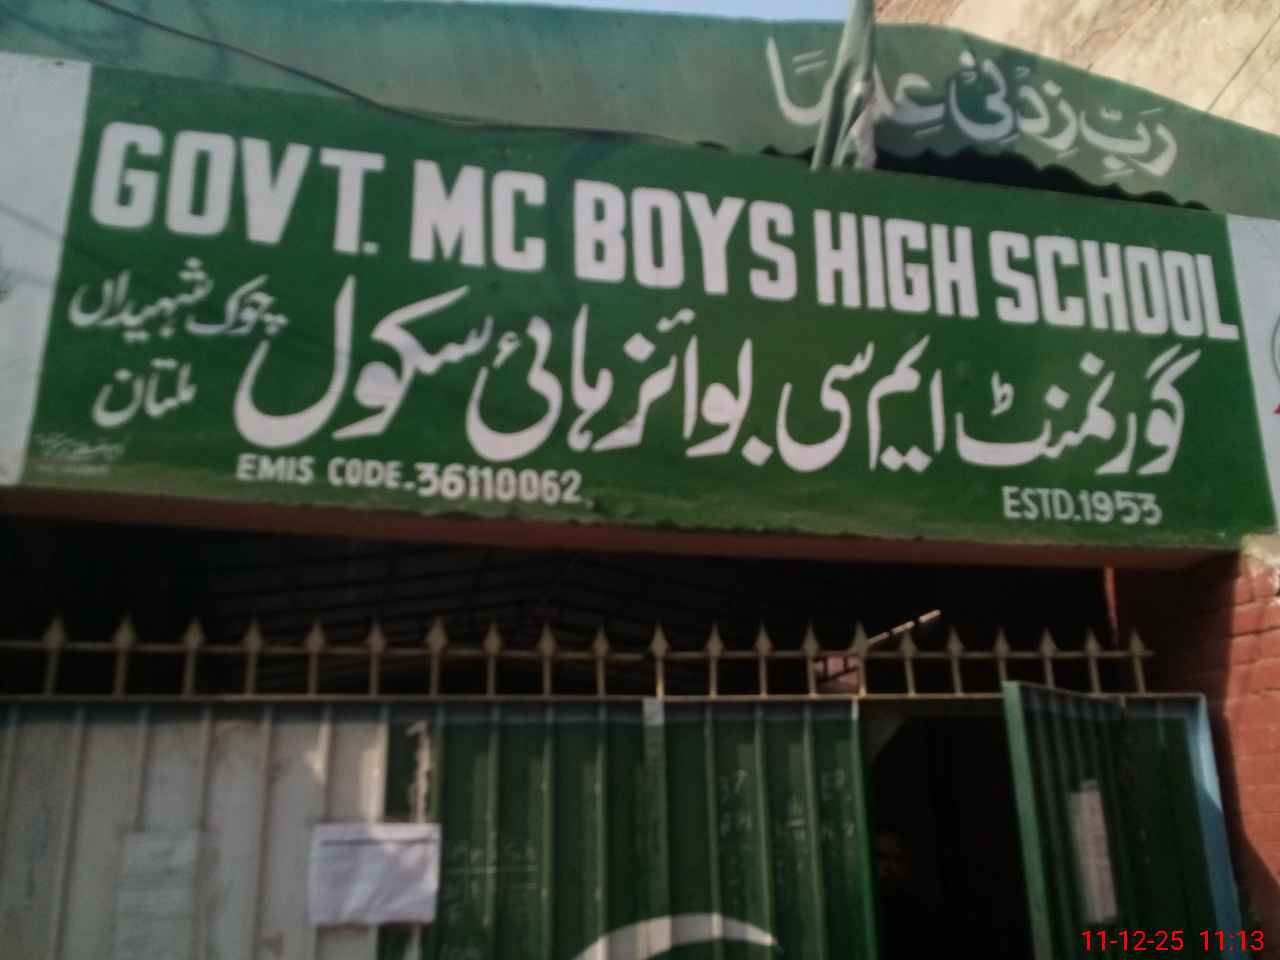 رَبِّ زِدْنِیْ عِلْمًا
GOVT. MC BOYS HIGH SCHOOL
گورنمنٹ ایم سی بوائز ہائی سکول
چوک شہیداں
ملتان
EMIS CODE.36110062
ESTD.1953
11-12-25 11:13